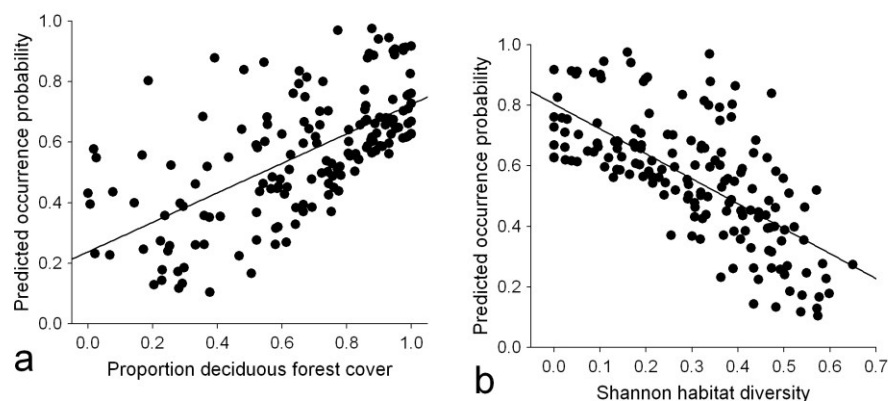 1.0
0.8
0.6
0.4
0.2
0.0
Predicted occurrence probability
0.0 0.2 0.4 0.6 0.8 1.0
Proportion deciduous forest cover
a
1.0
0.8
0.6
0.4
0.2
0.0
Predicted occurrence probability
0.0 0.1 0.2 0.3 0.4 0.5 0.6 0.7
Shannon habitat diversity
b